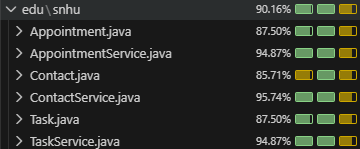 edu\snhu 90.16%
Appointment.java 87.50%
AppointmentService.java 94.87%
Contact.java 85.71%
ContactService.java 95.74%
Task.java 87.50%
TaskService.java 94.87%